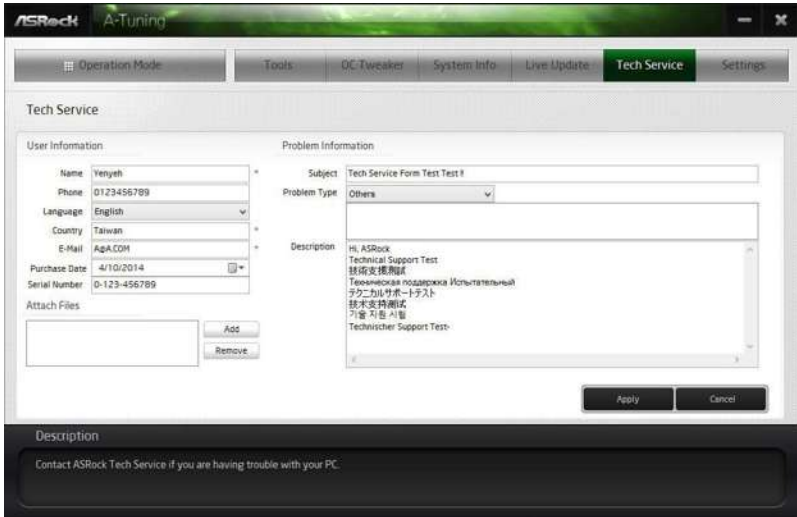 ASRock A-Tuning
Operation Mode Tools OC Tweaker System Info Live Update Tech Service Settings
Tech Service
User Information
Name Yenyeh *
Phone 0123456789
Language English
Country Taiwan *
E-Mail A@A.COM *
Purchase Date 4/10/2014
Serial Number 0-123-456789
Attach Files
Add
Remove
Problem Information
Subject Tech Service Form Test Test !!
Problem Type Others
Description Hi, ASRock
Technical Support Test
技術支援測試
Техническая поддержка Испытательный
テクニカルサポートテスト
技术支持测试
기술 지원 시험
Technischer Support Test-
Apply Cancel
Description
Contact ASRock Tech Service if you are having trouble with your PC.